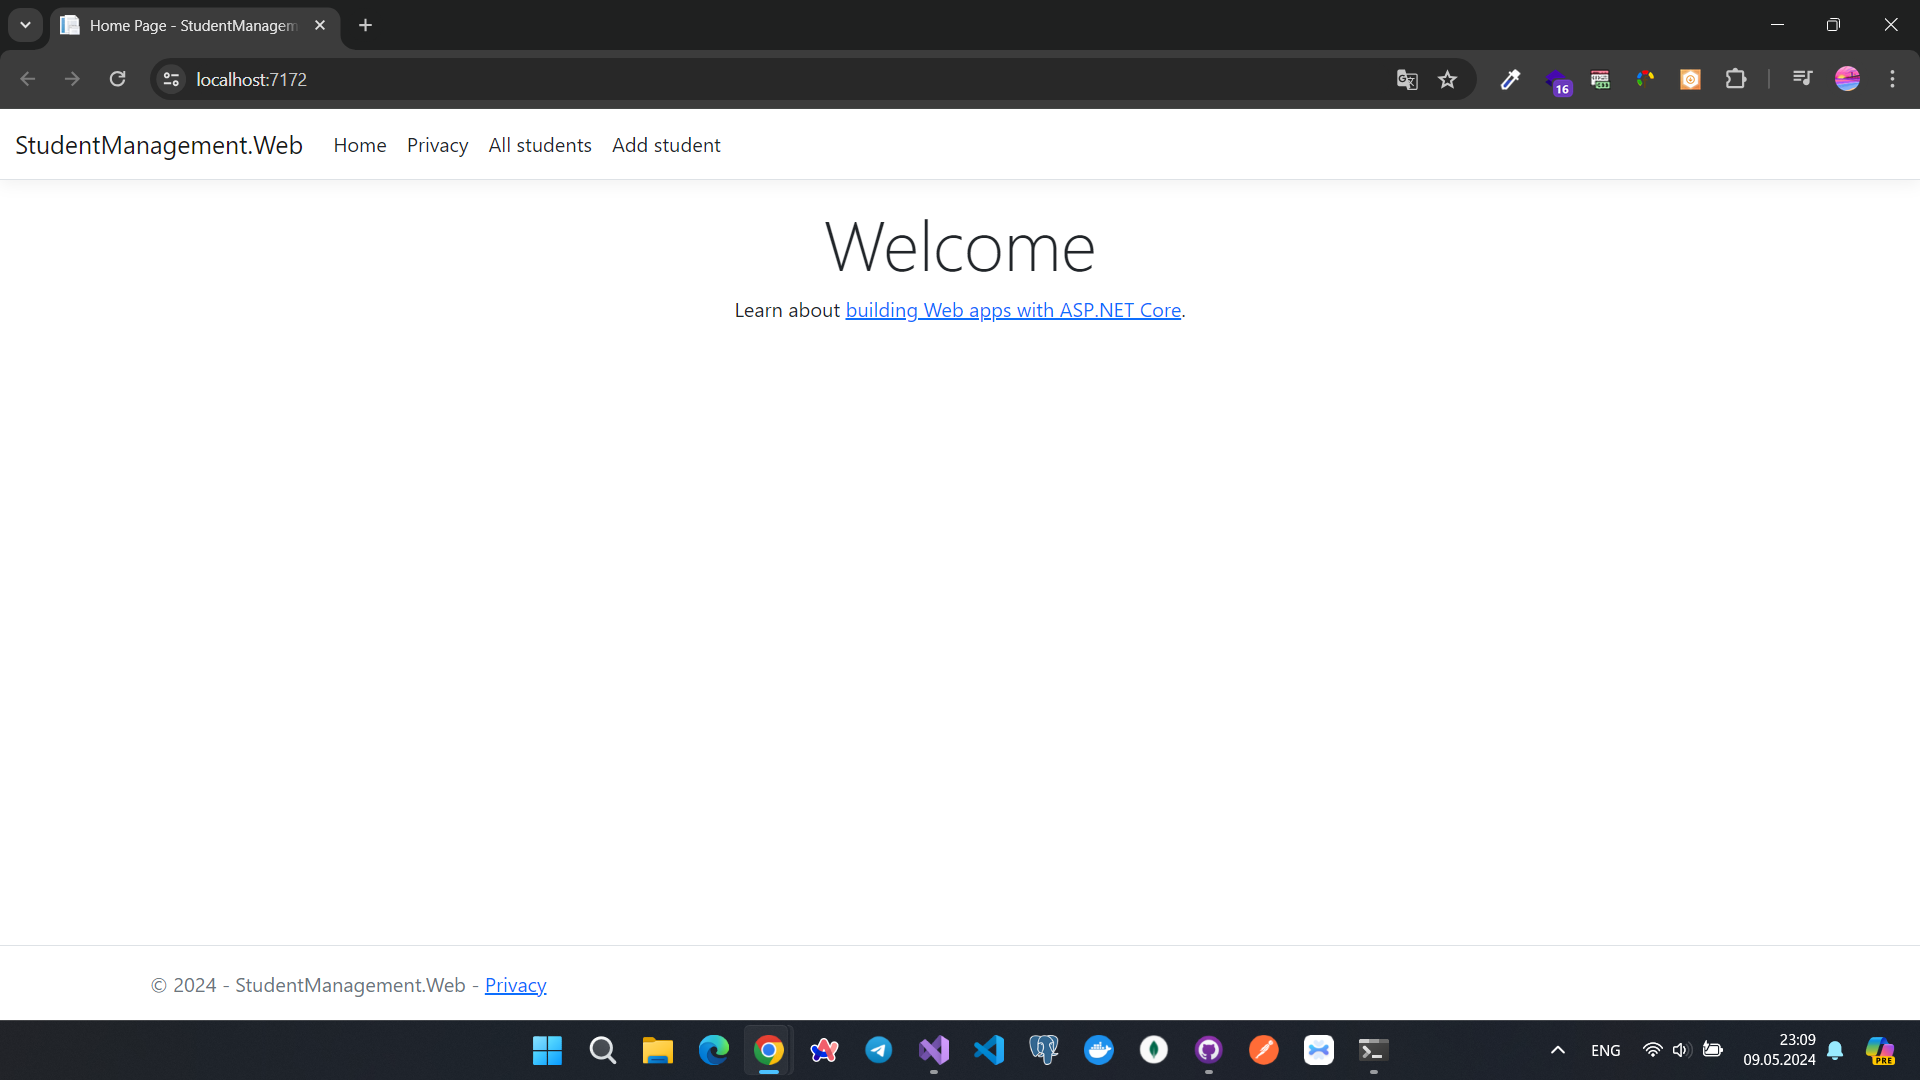 Home Page - StudentManagem
localhost:7172
16
StudentManagement.Web Home Privacy All students Add student
Welcome
Learn about building Web apps with ASP.NET Core.
© 2024 - StudentManagement.Web - Privacy
ENG
23:09
09.05.2024
PRE